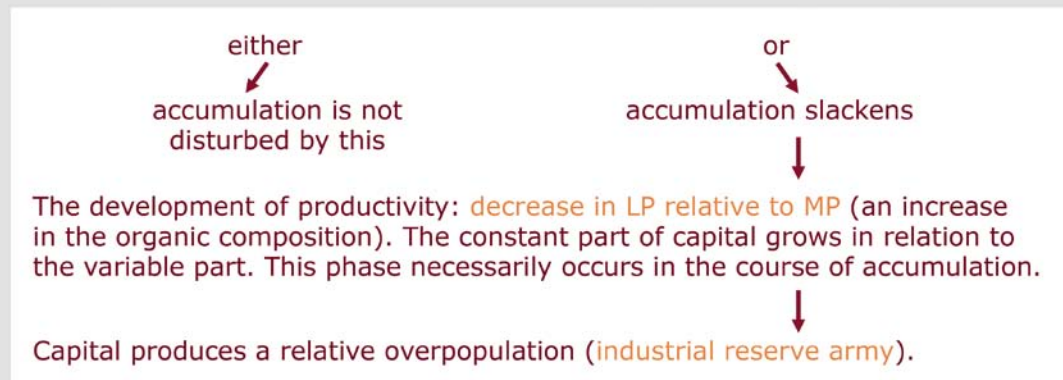 either
or
accumulation is not
disturbed by this
accumulation slackens
The development of productivity: decrease in LP relative to MP (an increase
in the organic composition). The constant part of capital grows in relation to
the variable part. This phase necessarily occurs in the course of accumulation.
Capital produces a relative overpopulation (industrial reserve army).